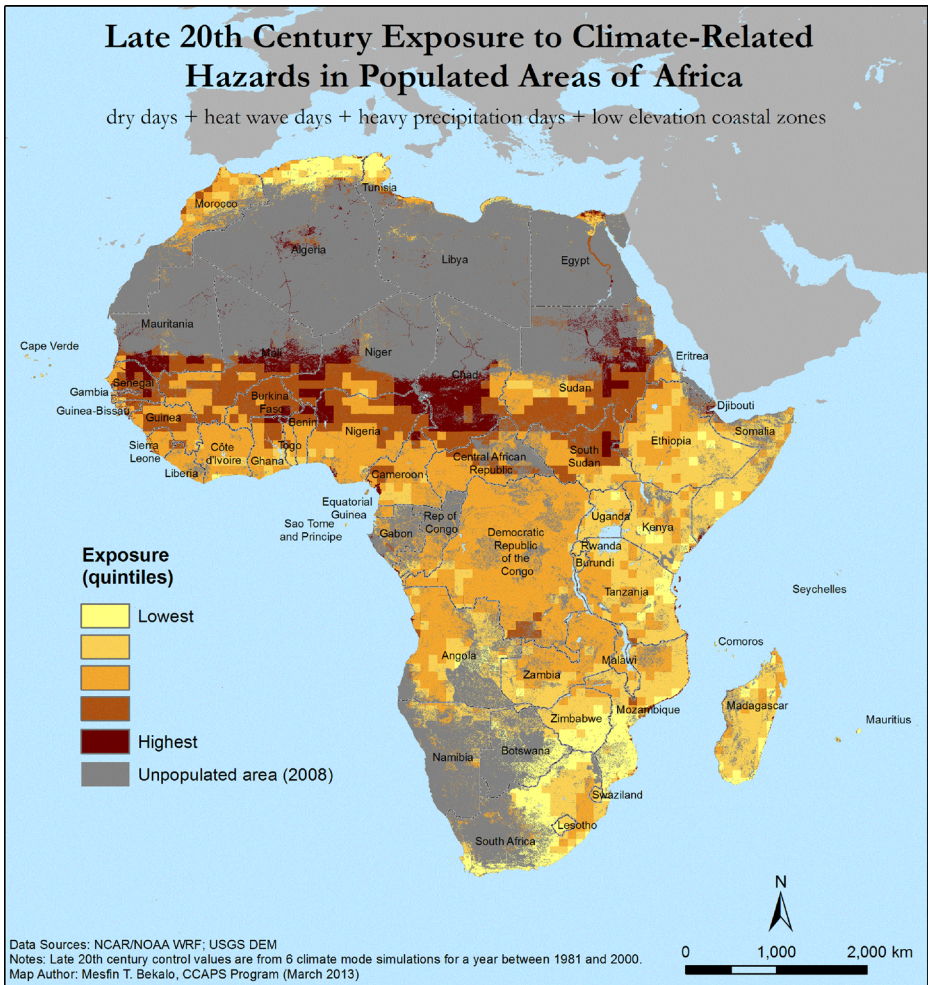 Late 20th Century Exposure to Climate-Related
Hazards in Populated Areas of Africa
dry days + heat wave days + heavy precipitation days + low elevation coastal zones
Tunisia
Morocco
Algeria
Libya
Egypt
Mauritania
Cape Verde
Mali
Niger
Chad
Eritrea
Senegal
Sudan
Gambia
Burkina
Faso
Djibouti
Guinea-Bissau
Guinea
Benin
Nigeria
Somalia
Sierra
Leone
Côte
d'Ivoire
Ghana
Togo
Ethiopia
South
Sudan
Central African
Republic
Liberia
Cameroon
Equatorial
Guinea
Sao Tome
and Principe
Gabon
Rep of
Congo
Uganda
Kenya
Democratic
Republic
of the
Congo
Rwanda
Burundi
Tanzania
Seychelles
Exposure
(quintiles)
Lowest
Highest
Unpopulated area (2008)
Comoros
Angola
Malawi
Zambia
Mozambique
Madagascar
Mauritius
Zimbabwe
Namibia
Botswana
Swaziland
Lesotho
South Africa
N
0 1,000 2,000 km
Data Sources: NCAR/NOAA WRF; USGS DEM
Notes: Late 20th century control values are from 6 climate mode simulations for a year between 1981 and 2000.
Map Author: Mesfin T. Bekalo, CCAPS Program (March 2013)